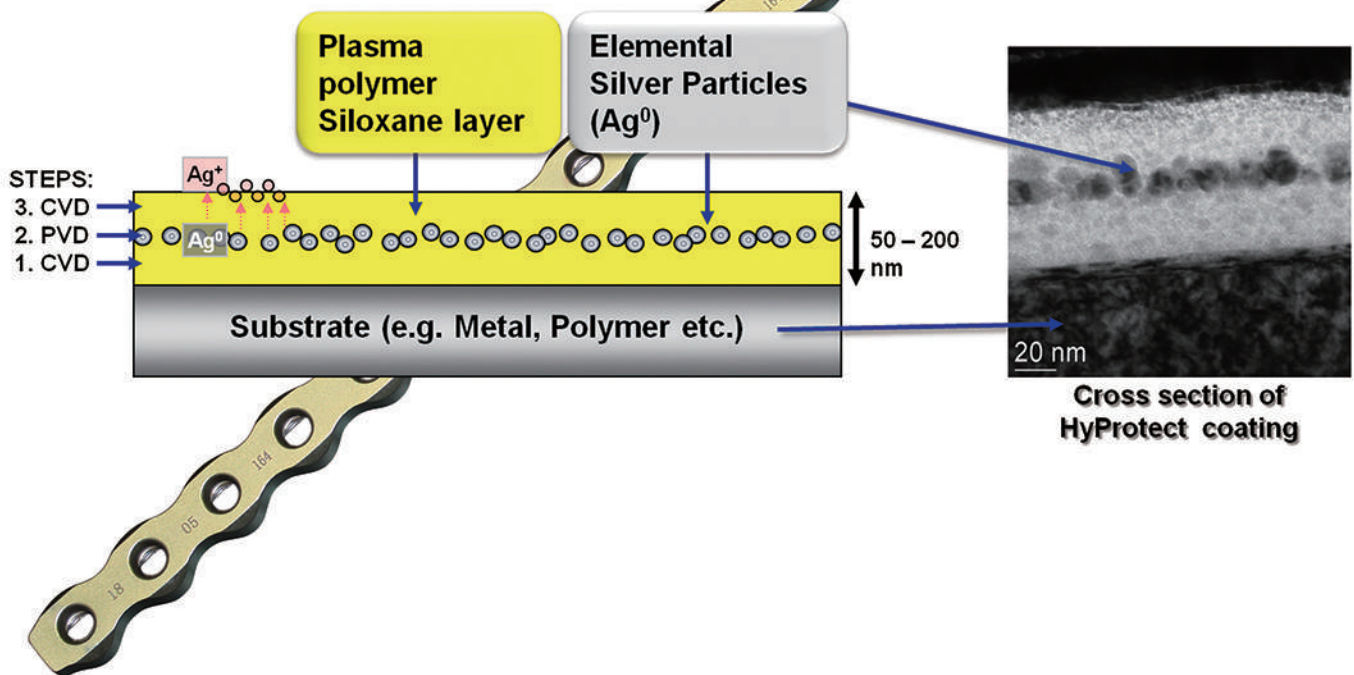 Plasma
polymer
Siloxane layer
Elemental
Silver Particles
(Ag⁰)
STEPS:
3. CVD
2. PVD
1. CVD
Ag⁺
Ag⁰
50 – 200
nm
Substrate (e.g. Metal, Polymer etc.)
20 nm
Cross section of
HyProtect coating
164
05
18